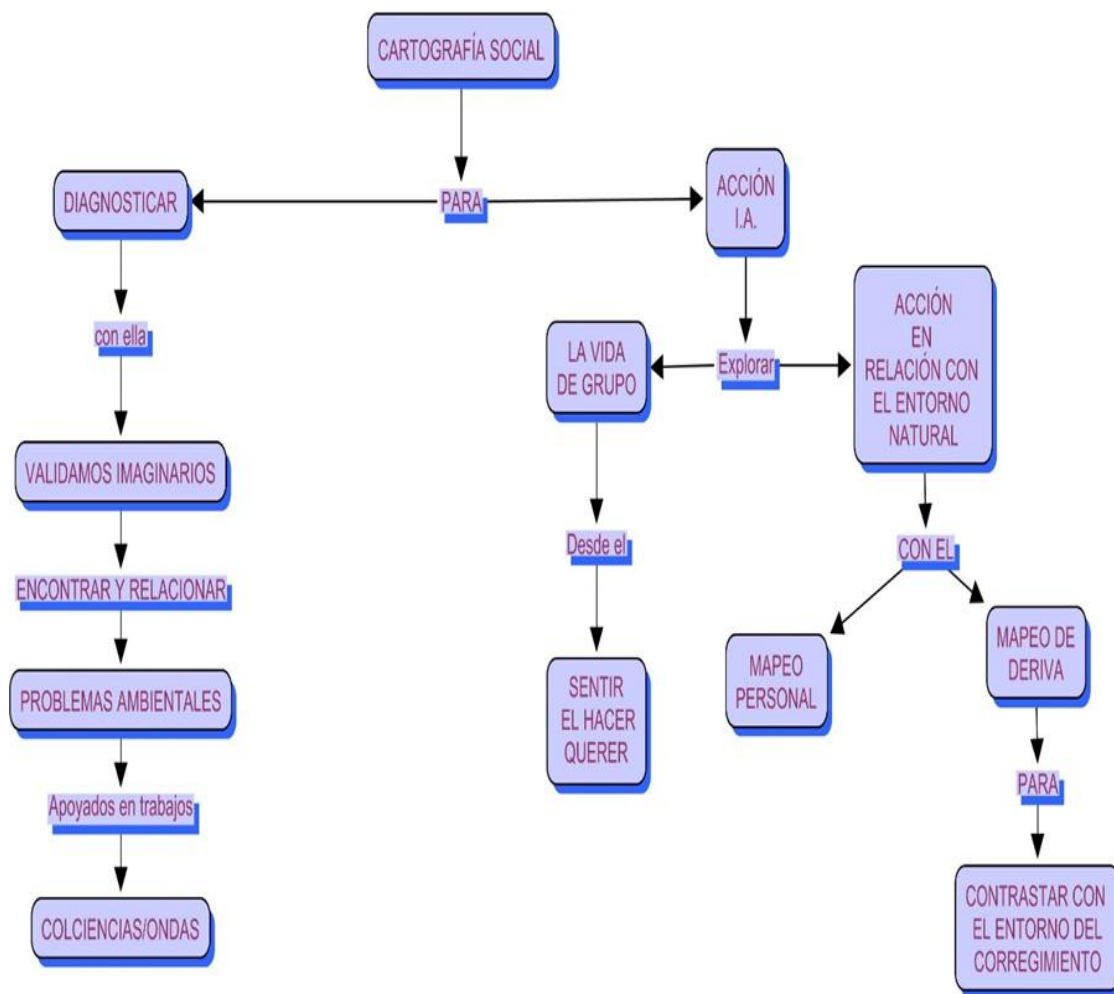 CARTOGRAFÍA SOCIAL
PARA
DIAGNOSTICAR
con ella
VALIDAMOS IMAGINARIOS
ENCONTRAR Y RELACIONAR
PROBLEMAS AMBIENTALES
Apoyados en trabajos
COLCIENCIAS/ONDAS
ACCIÓN
I.A.
Explorar
LA VIDA
DE GRUPO
Desde el
SENTIR
EL HACER
QUERER
ACCIÓN
EN
RELACIÓN CON
EL ENTORNO
NATURAL
CON EL
MAPEO
PERSONAL
MAPEO DE
DERIVA
PARA
CONTRASTAR CON
EL ENTORNO DEL
CORREGIMIENTO